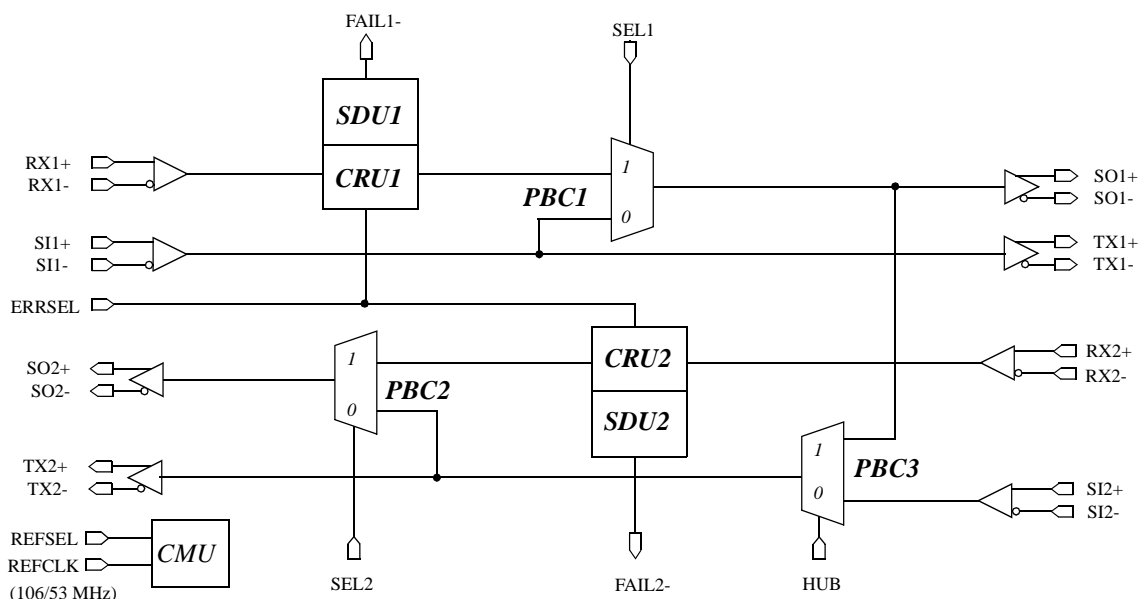 FAIL1-
SEL1
SDU1
RX1+
RX1-
CRU1
1
PBC1
0
SO1+
SO1-
SI1+
SI1-
TX1+
TX1-
ERRSEL
SO2+
SO2-
1
PBC2
0
CRU2
SDU2
RX2+
RX2-
TX2+
TX2-
1
PBC3
0
SI2+
SI2-
REFSEL
REFCLK
(106/53 MHz)
CMU
SEL2
FAIL2-
HUB